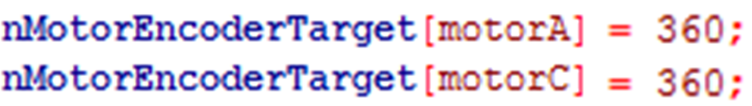 nMotorEncoderTarget[motorA] = 360;
nMotorEncoderTarget[motorC] = 360;